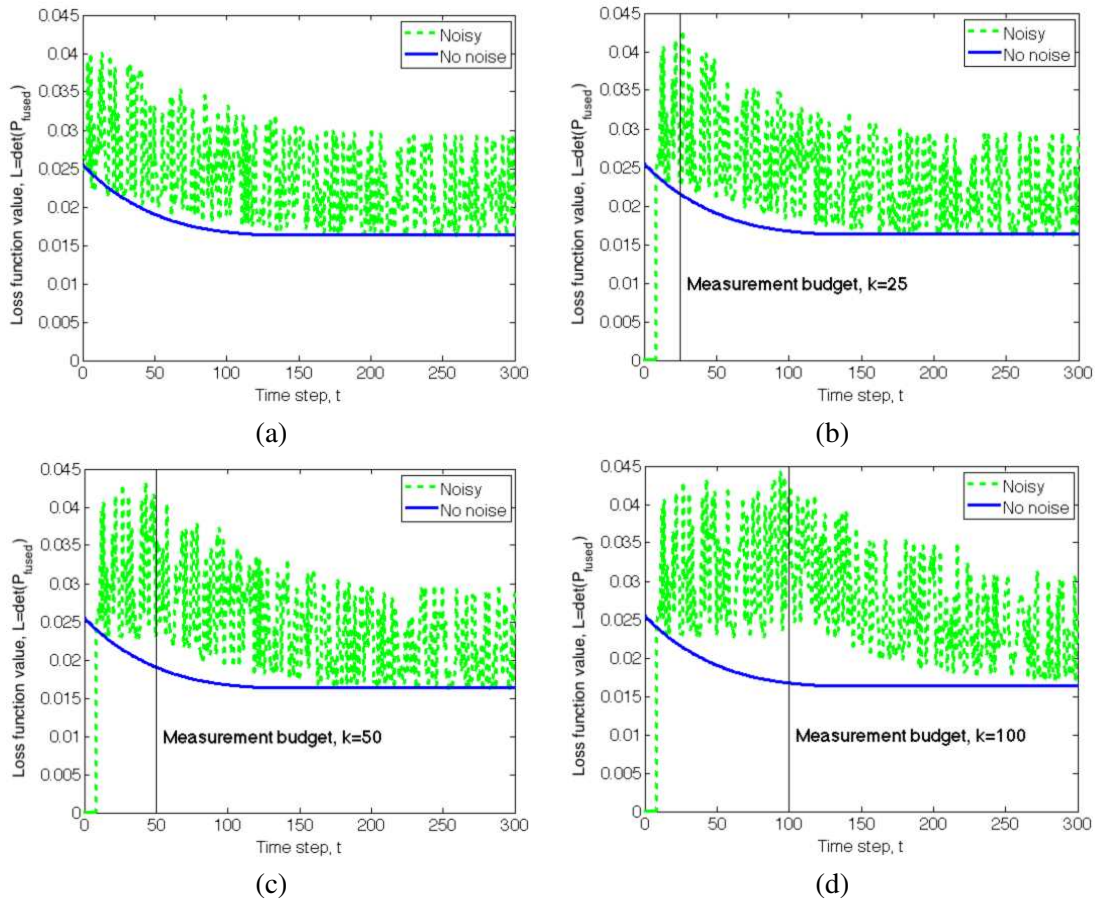 0.045
0.04
0.035
0.03
0.025
0.02
0.015
0.01
0.005
0
Loss function value, L=det(P_fused)
Noisy
No noise
0 50 100 150 200 250 300
Time step, t
(a)
0.045
0.04
0.035
0.03
0.025
0.02
0.015
0.01
0.005
0
Loss function value, L=det(P_fused)
Noisy
No noise
Measurement budget, k=25
0 50 100 150 200 250 300
Time step, t
(b)
0.045
0.04
0.035
0.03
0.025
0.02
0.015
0.01
0.005
0
Loss function value, L=det(P_fused)
Noisy
No noise
Measurement budget, k=50
0 50 100 150 200 250 300
Time step, t
(c)
0.045
0.04
0.035
0.03
0.025
0.02
0.015
0.01
0.005
0
Loss function value, L=det(P_fused)
Noisy
No noise
Measurement budget, k=100
0 50 100 150 200 250 300
Time step, t
(d)